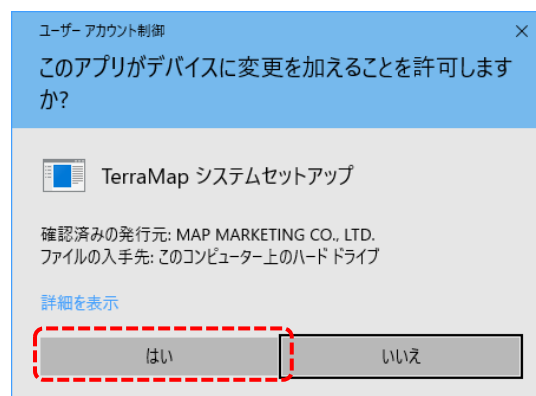 ユーザー アカウント制御
このアプリがデバイスに変更を加えることを許可します
か?
TerraMap システムセットアップ
確認済みの発行元: MAP MARKETING CO., LTD.
ファイルの入手先: このコンピューター上のハード ドライブ
詳細を表示
はい
いいえ